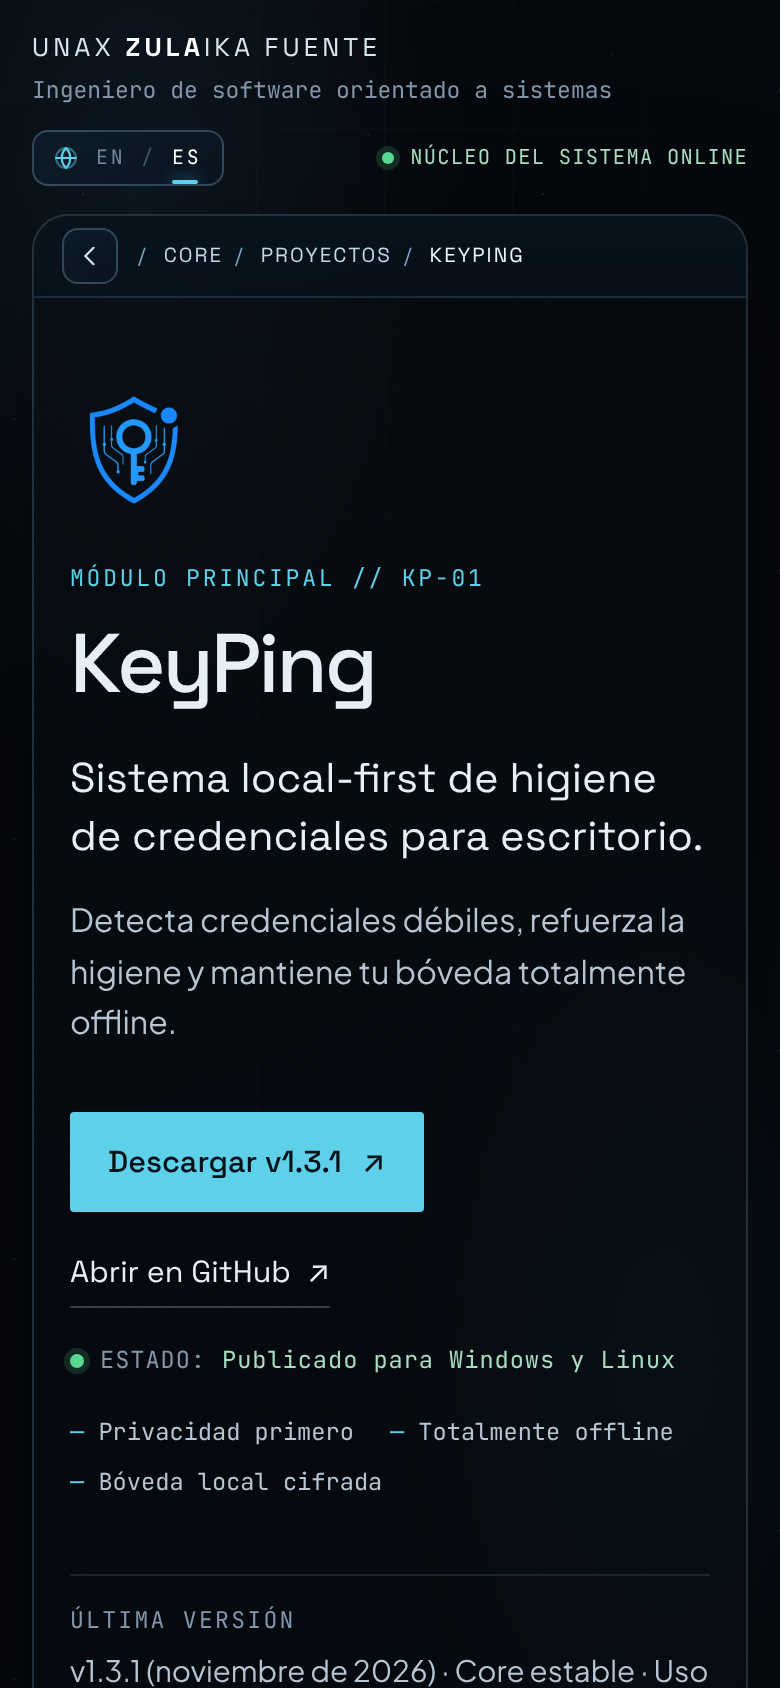 UNAX ZULAIKA FUENTE
Ingeniero de software orientado a sistemas
EN / ES
NÚCLEO DEL SISTEMA ONLINE
/ CORE / PROYECTOS / KEYPING
MÓDULO PRINCIPAL // KP-01
KeyPing
Sistema local-first de higiene
de credenciales para escritorio.
Detecta credenciales débiles, refuerza la
higiene y mantiene tu bóveda totalmente
offline.
Descargar v1.3.1 ↗
Abrir en GitHub ↗
ESTADO: Publicado para Windows y Linux
— Privacidad primero — Totalmente offline
— Bóveda local cifrada
ÚLTIMA VERSIÓN
v1.3.1 (noviembre de 2026) · Core estable · Uso